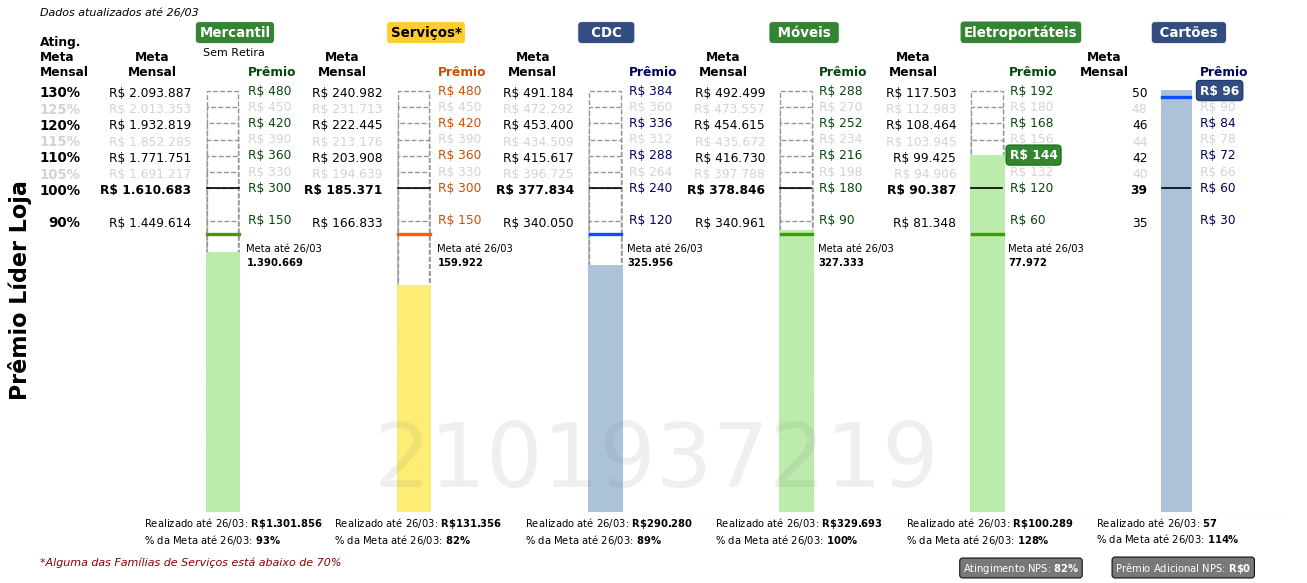 Dados atualizados até 26/03
Mercantil Serviços* CDC Móveis Eletroportáteis Cartões
Sem Retira
Ating. Meta Mensal Meta Mensal Prêmio Meta Mensal Prêmio Meta Mensal Prêmio Meta Mensal Prêmio Meta Mensal Prêmio Meta Mensal Prêmio
130% R$ 2.093.887 R$ 480 R$ 240.982 R$ 480 R$ 491.184 R$ 384 R$ 492.499 R$ 288 R$ 117.503 R$ 192 50 R$ 96
125% R$ 2.013.353 R$ 450 R$ 231.713 R$ 450 R$ 472.292 R$ 360 R$ 473.557 R$ 270 R$ 112.983 R$ 180 48 R$ 90
120% R$ 1.932.819 R$ 420 R$ 222.445 R$ 420 R$ 453.400 R$ 336 R$ 454.615 R$ 252 R$ 108.464 R$ 168 46 R$ 84
115% R$ 1.852.285 R$ 390 R$ 213.176 R$ 390 R$ 434.509 R$ 312 R$ 435.672 R$ 234 R$ 103.945 R$ 156 44 R$ 78
110% R$ 1.771.751 R$ 360 R$ 203.908 R$ 360 R$ 415.617 R$ 288 R$ 416.730 R$ 216 R$ 99.425 R$ 144 42 R$ 72
105% R$ 1.691.217 R$ 330 R$ 194.639 R$ 330 R$ 396.725 R$ 264 R$ 397.788 R$ 198 R$ 94.906 R$ 132 40 R$ 66
100% R$ 1.610.683 R$ 300 R$ 185.371 R$ 300 R$ 377.834 R$ 240 R$ 378.846 R$ 180 R$ 90.387 R$ 120 39 R$ 60
90% R$ 1.449.614 R$ 150 R$ 166.833 R$ 150 R$ 340.050 R$ 120 R$ 340.961 R$ 90 R$ 81.348 R$ 60 35 R$ 30
Meta até 26/03 Meta até 26/03 Meta até 26/03 Meta até 26/03 Meta até 26/03
1.390.669 159.922 325.956 327.333 77.972
Prêmio Líder Loja
2101937219
Realizado até 26/03: R$1.301.856 Realizado até 26/03: R$131.356 Realizado até 26/03: R$290.280 Realizado até 26/03: R$329.693 Realizado até 26/03: R$100.289 Realizado até 26/03: 57
% da Meta até 26/03: 93% % da Meta até 26/03: 82% % da Meta até 26/03: 89% % da Meta até 26/03: 100% % da Meta até 26/03: 128% % da Meta até 26/03: 114%
*Alguma das Famílias de Serviços está abaixo de 70% Atingimento NPS: 82% Prêmio Adicional NPS: R$0